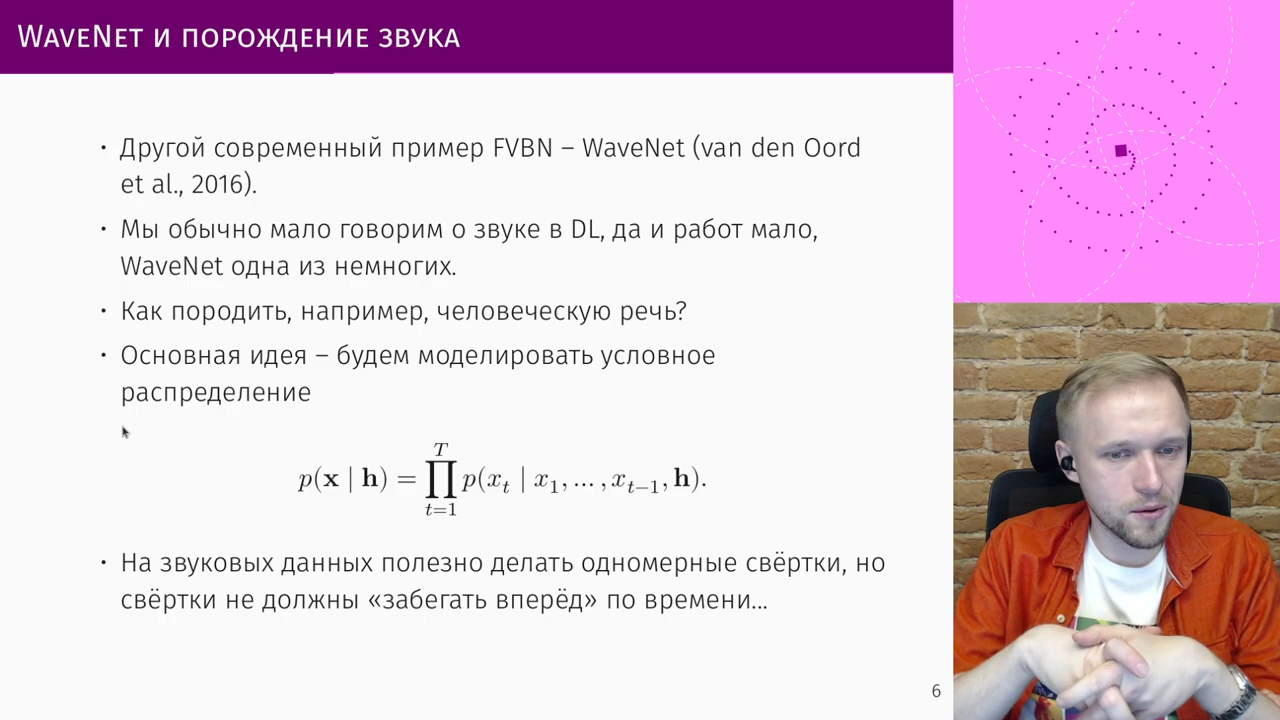 WaveNet и порождение звука
• Другой современный пример FVBN – WaveNet (van den Oord
et al., 2016).
• Мы обычно мало говорим о звуке в DL, да и работ мало,
WaveNet одна из немногих.
• Как породить, например, человеческую речь?
• Основная идея – будем моделировать условное
распределение
p(x | h) = ∏_{t=1}^{T} p(x_t | x_1, … , x_{t−1}, h).
• На звуковых данных полезно делать одномерные свёртки, но
свёртки не должны «забегать вперёд» по времени...
6